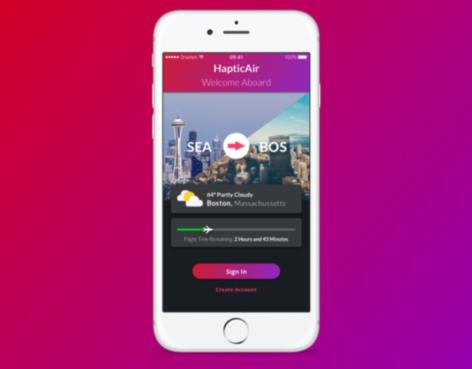 09:41
100%
HapticAir
Welcome Aboard
SEA BOS
64° Partly Cloudy
Boston, Massachusetts
Flight Time Remaining: 2 Hours and 43 Minutes
Sign In
Create Account